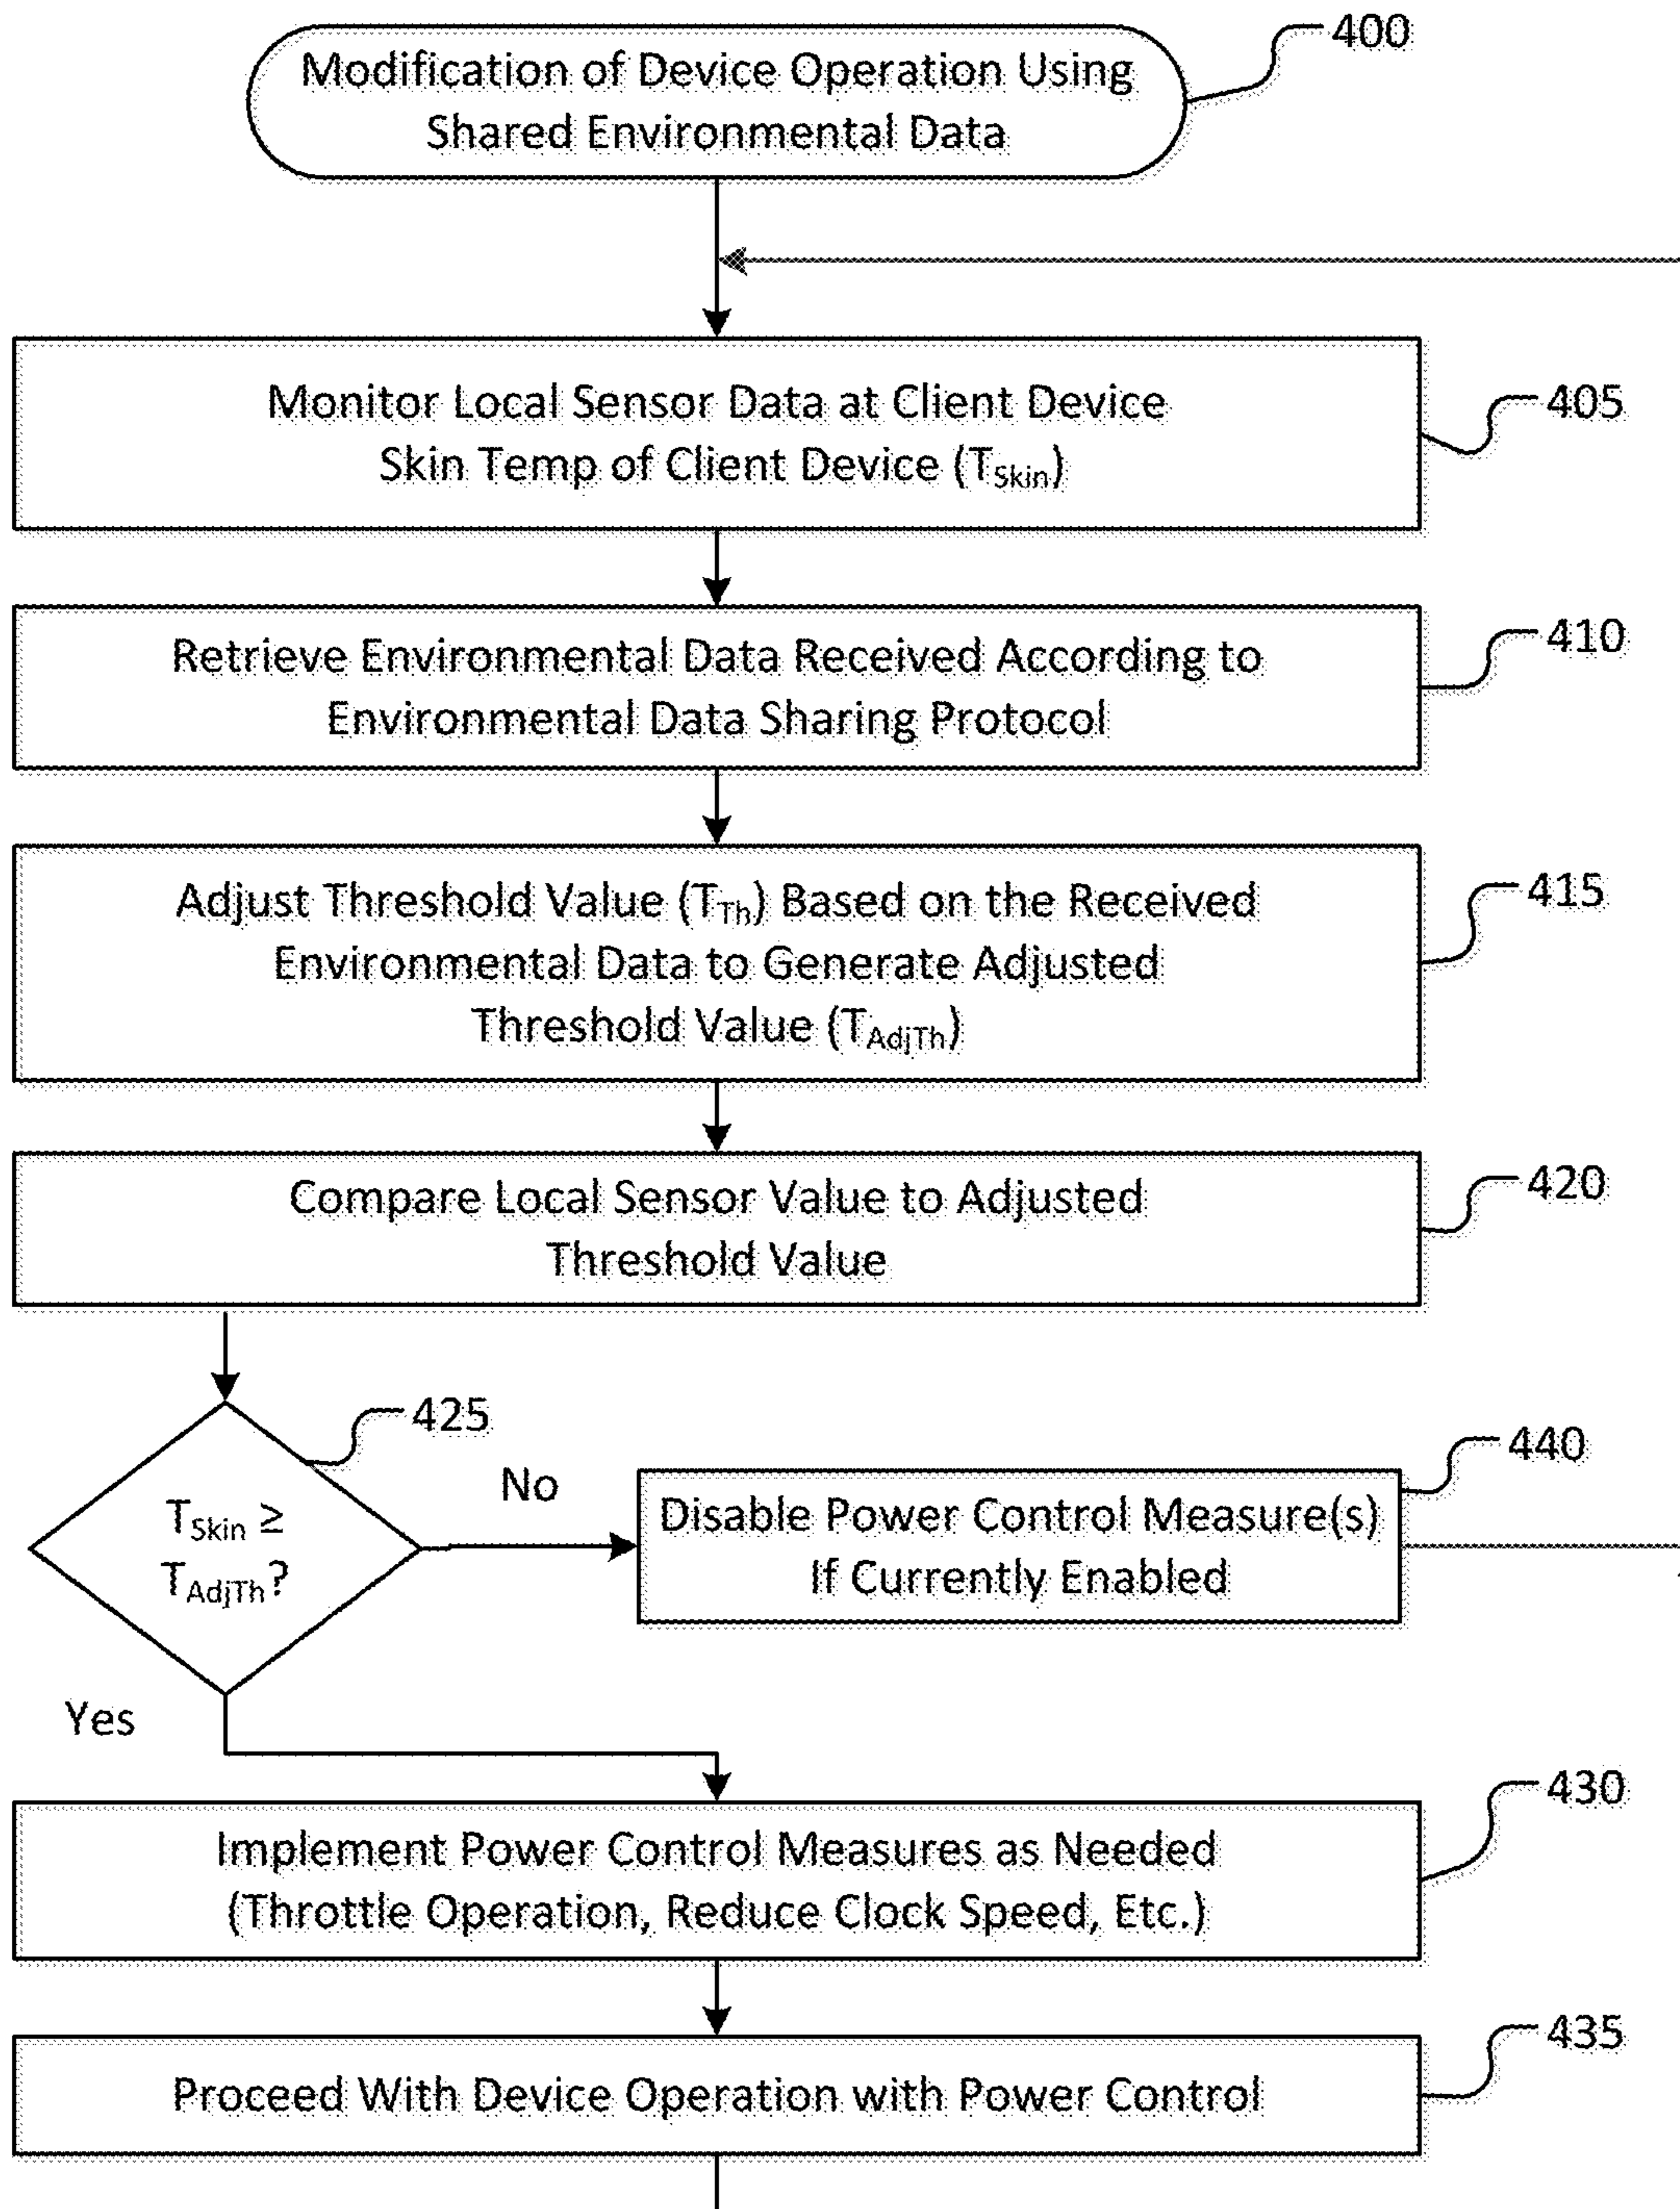 400
Modification of Device Operation Using
Shared Environmental Data
Monitor Local Sensor Data at Client Device
Skin Temp of Client Device (TSkin)
405
Retrieve Environmental Data Received According to
Environmental Data Sharing Protocol
410
Adjust Threshold Value (TTh) Based on the Received
Environmental Data to Generate Adjusted
Threshold Value (TAdjTh)
415
Compare Local Sensor Value to Adjusted
Threshold Value
420
425
TSkin ≥
TAdjTh?
No
440
Disable Power Control Measure(s)
If Currently Enabled
Yes
430
Implement Power Control Measures as Needed
(Throttle Operation, Reduce Clock Speed, Etc.)
435
Proceed With Device Operation with Power Control